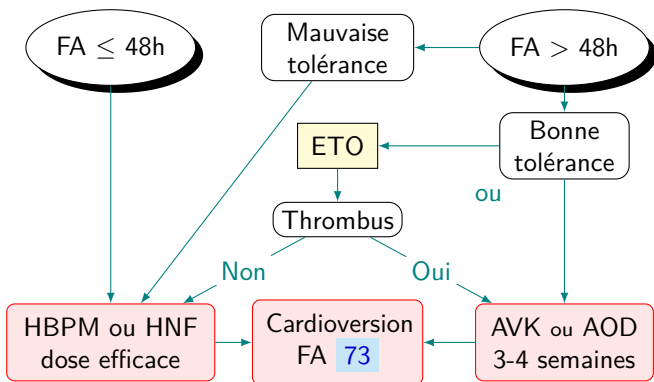 FA ≤ 48h
Mauvaise
tolérance
FA > 48h
Bonne
tolérance
ETO
ou
Thrombus
Non
Oui
HBPM ou HNF
dose efficace
Cardioversion
FA 73
AVK ou AOD
3-4 semaines